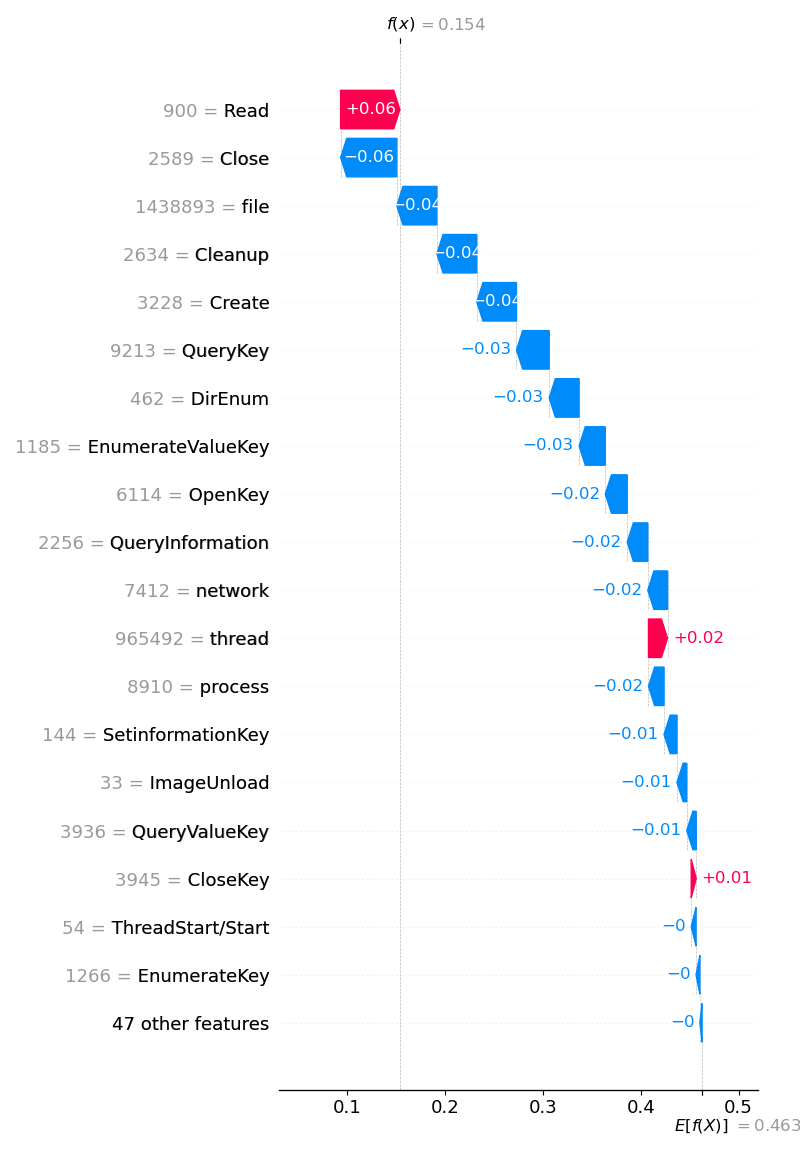 f(x) = 0.154
900 = Read +0.06
2589 = Close −0.06
1438893 = file −0.04
2634 = Cleanup −0.04
3228 = Create −0.04
9213 = QueryKey −0.03
462 = DirEnum −0.03
1185 = EnumerateValueKey −0.03
6114 = OpenKey −0.02
2256 = QueryInformation −0.02
7412 = network −0.02
965492 = thread +0.02
8910 = process −0.02
144 = SetinformationKey −0.01
33 = ImageUnload −0.01
3936 = QueryValueKey −0.01
3945 = CloseKey +0.01
54 = ThreadStart/Start −0
1266 = EnumerateKey −0
47 other features −0
0.1 0.2 0.3 0.4 0.5
E[f(X)] = 0.463